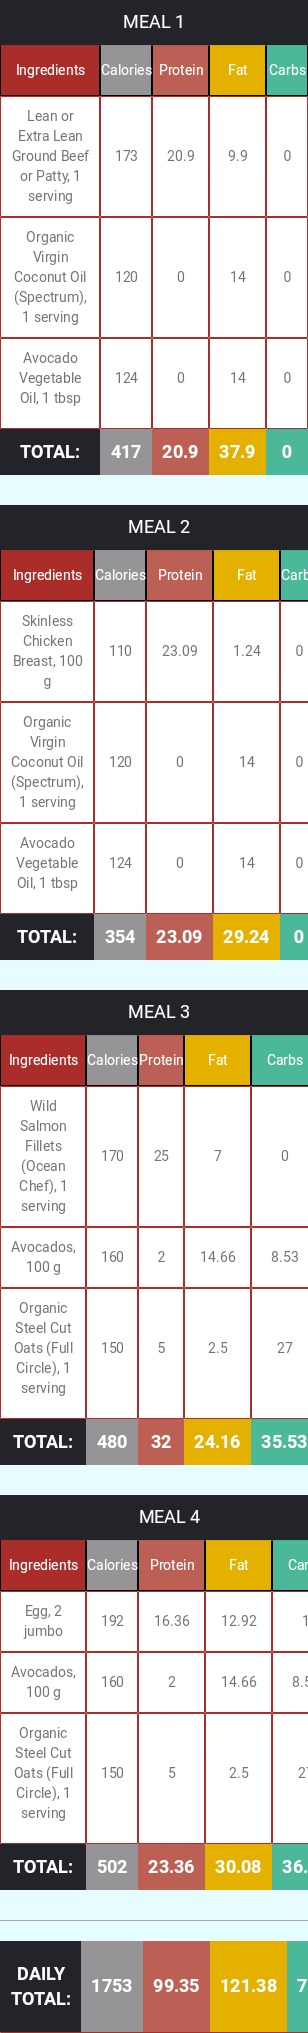 MEAL 1
Ingredients Calories Protein Fat Carbs
Lean or
Extra Lean
Ground Beef
or Patty, 1
serving
173 20.9 9.9 0
Organic
Virgin
Coconut Oil
(Spectrum),
1 serving
120 0 14 0
Avocado
Vegetable
Oil, 1 tbsp
124 0 14 0
TOTAL: 417 20.9 37.9 0
MEAL 2
Ingredients Calories Protein Fat Carb
Skinless
Chicken
Breast, 100
g
110 23.09 1.24 0
Organic
Virgin
Coconut Oil
(Spectrum),
1 serving
120 0 14 0
Avocado
Vegetable
Oil, 1 tbsp
124 0 14 0
TOTAL: 354 23.09 29.24 0
MEAL 3
Ingredients Calories Protein Fat Carbs
Wild
Salmon
Fillets
(Ocean
Chef), 1
serving
170 25 7 0
Avocados,
100 g
160 2 14.66 8.53
Organic
Steel Cut
Oats (Full
Circle), 1
serving
150 5 2.5 27
TOTAL: 480 32 24.16 35.53
MEAL 4
Ingredients Calories Protein Fat Car
Egg, 2
jumbo
192 16.36 12.92 1
Avocados,
100 g
160 2 14.66 8.5
Organic
Steel Cut
Oats (Full
Circle), 1
serving
150 5 2.5 2
TOTAL: 502 23.36 30.08 36.
DAILY
TOTAL:
1753 99.35 121.38 7